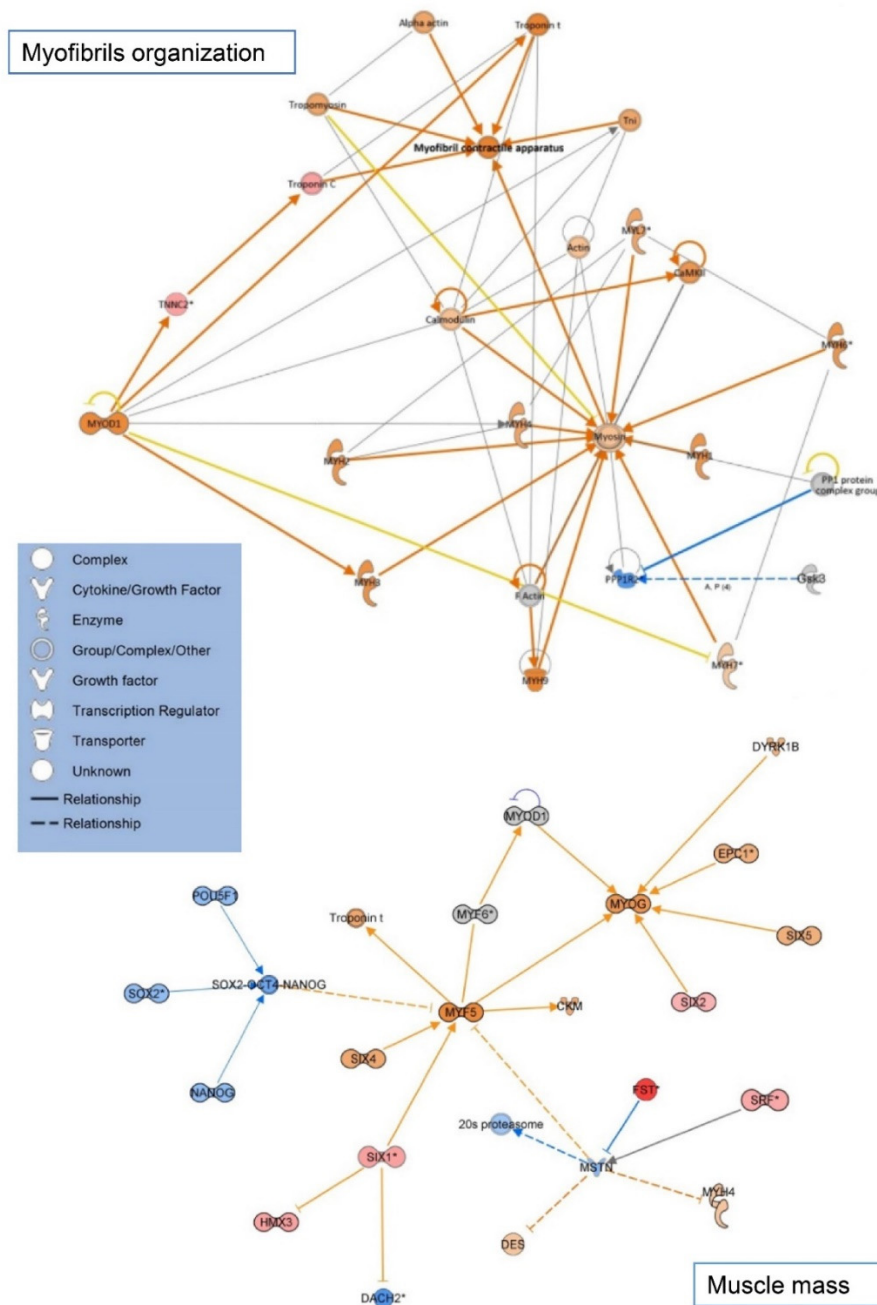 Myofibrils organization
Alpha actin
Troponin t
Tropomyosin
Tni
Myofibril contractile apparatus
Troponin C
MYL7*
Actin
CaMKII
TNNC2*
Calmodulin
MYH6*
MYOD1
Myosin
MYH2
MYH1
PP1 protein
complex group
MYH3
F Actin
PPP1R2*
A, P (4)
Gsk3
MYH7*
MYH9
Complex
Cytokine/Growth Factor
Enzyme
Group/Complex/Other
Growth factor
Transcription Regulator
Transporter
Unknown
Relationship
Relationship
DYRK1B
MYOD1
EPC1*
POU5F1
MYOG
Troponin t
MYF6*
SIX5
SOX2-OCT4-NANOG
SOX2*
SIX2
MYF5
CKM
SIX4
NANOG
FST*
SRF*
20s proteasome
SIX1*
MSTN
MYH4
HMX3
DES
DACH2*
Muscle mass